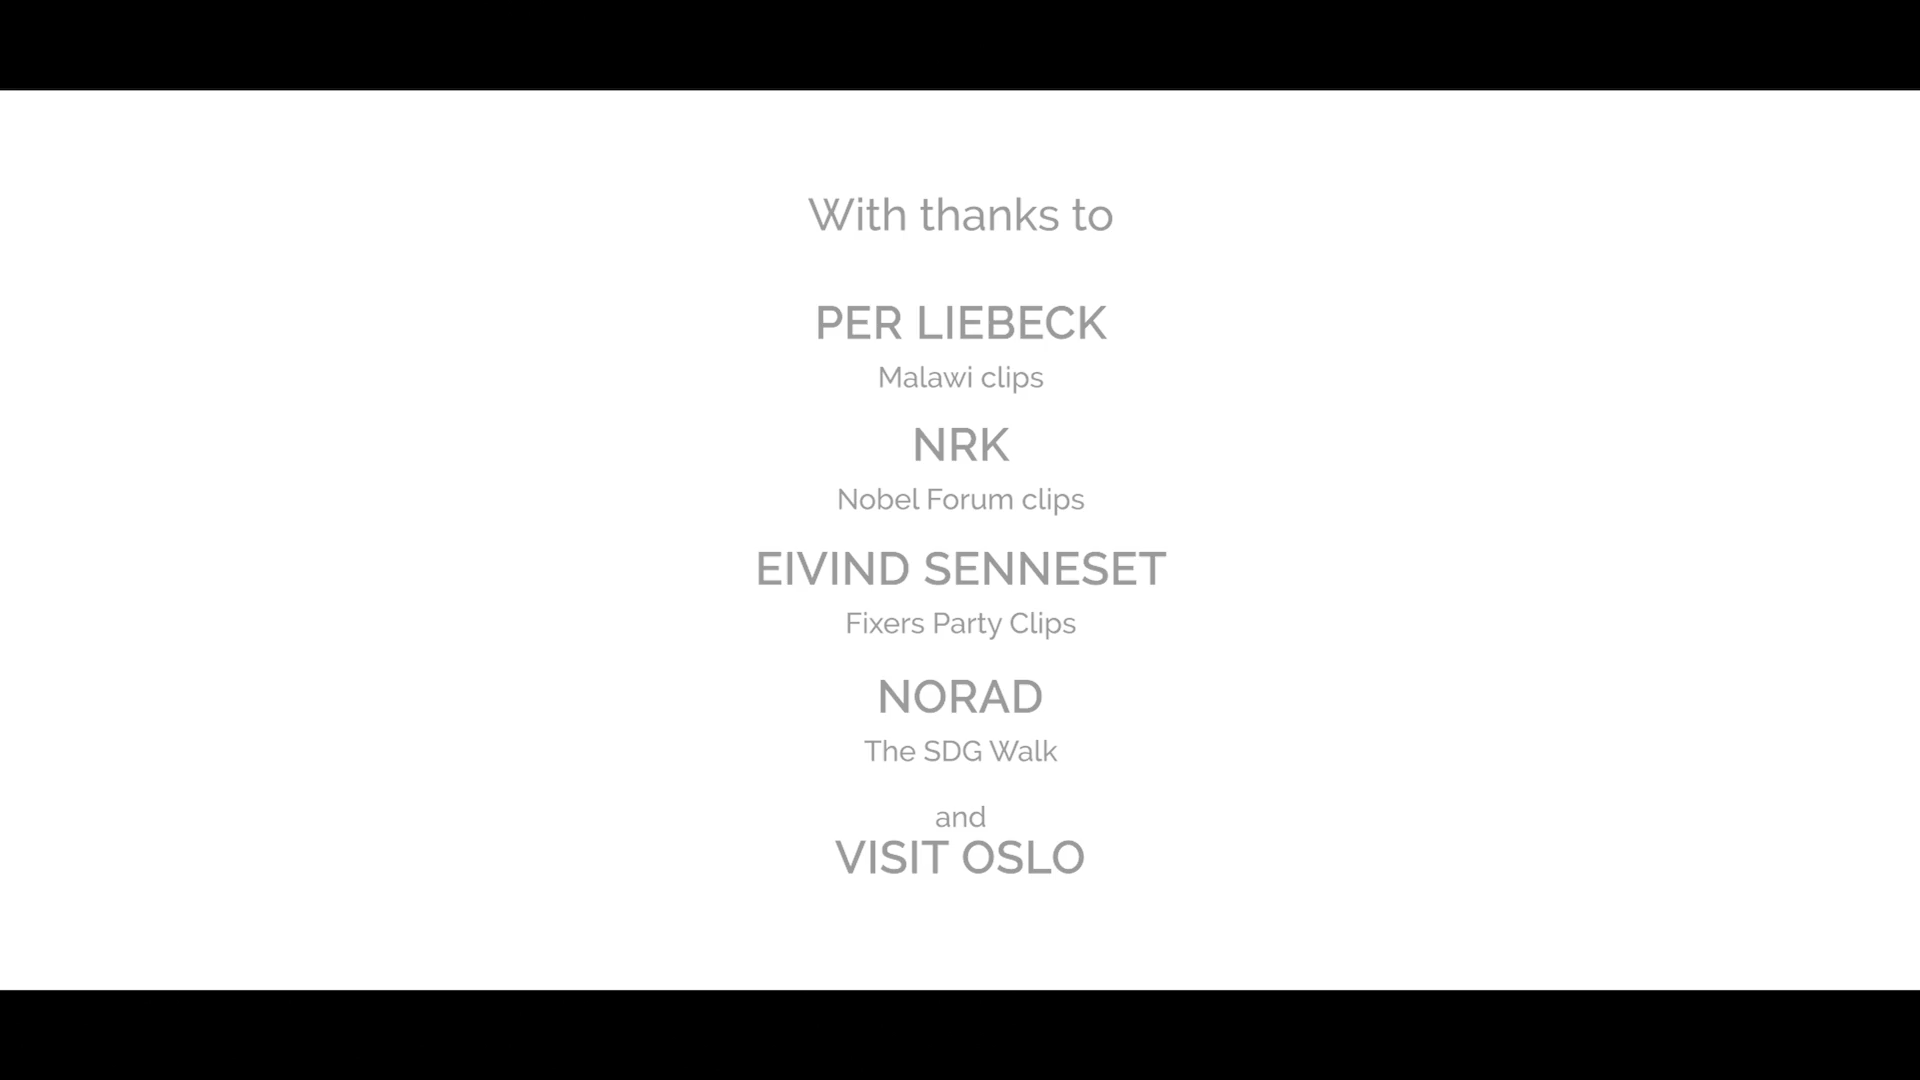 With thanks to
PER LIEBECK
Malawi clips
NRK
Nobel Forum clips
EIVIND SENNESET
Fixers Party Clips
NORAD
The SDG Walk
and
VISIT OSLO